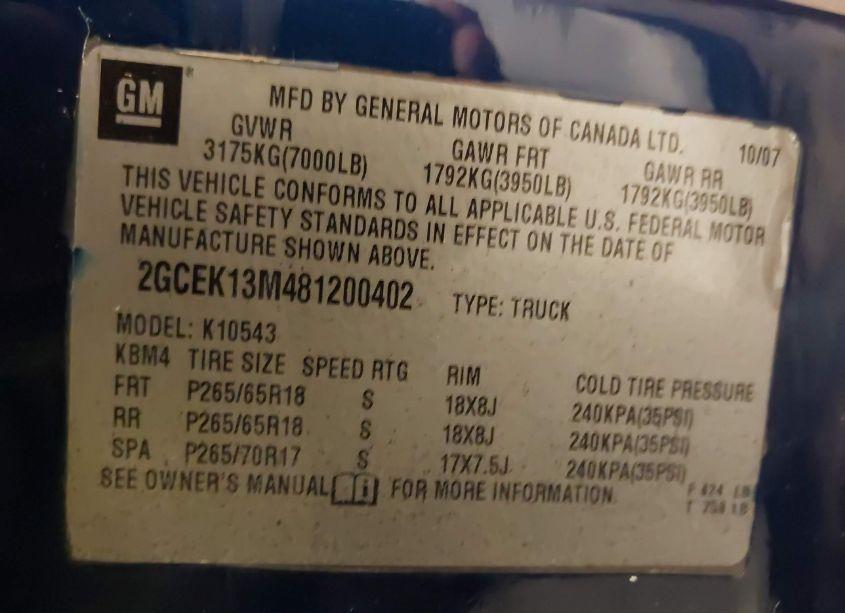 GM
MFD BY GENERAL MOTORS OF CANADA LTD. 10/07
GVWR GAWR FRT GAWR RR
3175KG(7000LB) 1792KG(3950LB) 1792KG(3950LB)
THIS VEHICLE CONFORMS TO ALL APPLICABLE U.S. FEDERAL MOTOR
VEHICLE SAFETY STANDARDS IN EFFECT ON THE DATE OF
MANUFACTURE SHOWN ABOVE.
2GCEK13M481200402 TYPE: TRUCK
MODEL: K10543
KBM4 TIRE SIZE SPEED RTG RIM COLD TIRE PRESSURE
FRT P265/65R18 S 18X8J 240KPA(35PSI)
RR P265/65R18 S 18X8J 240KPA(35PSI)
SPA P265/70R17 S 17X7.5J 240KPA(35PSI)
SEE OWNER'S MANUAL FOR MORE INFORMATION.
F 424 LB